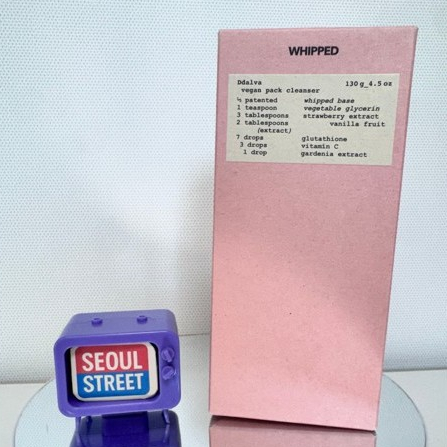 WHIPPED
Ddalva 130 g_4.5 oz
vegan pack cleanser
½ patented whipped base
1 teaspoon vegetable glycerin
3 tablespoons strawberry extract
2 tablespoons vanilla fruit
(extract)
7 drops glutathione
3 drops vitamin C
1 drop gardenia extract
SEOUL
STREET